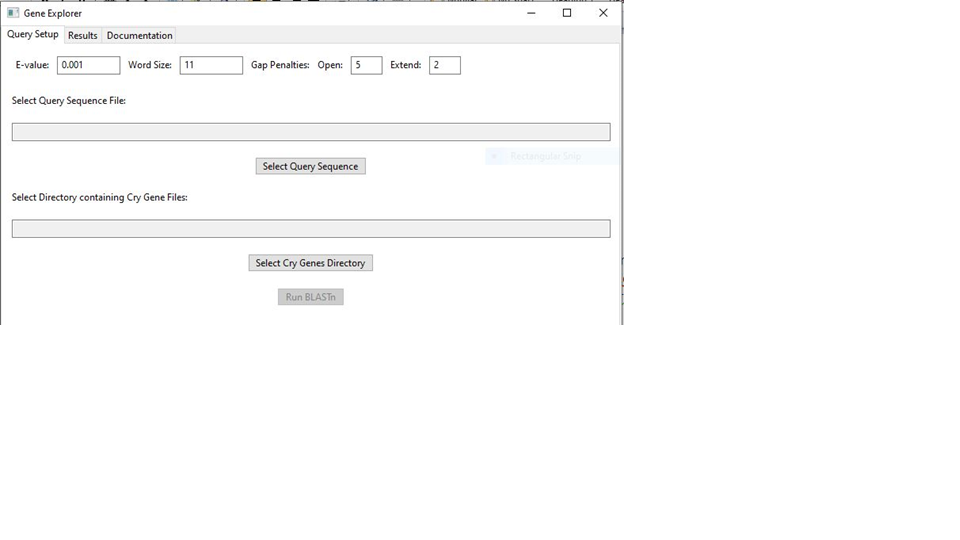 Gene Explorer
Query Setup Results Documentation
E-value: 0.001 Word Size: 11 Gap Penalties: Open: 5 Extend: 2
Select Query Sequence File:
Rectangular Snip
Select Query Sequence
Select Directory containing Cry Gene Files:
Select Cry Genes Directory
Run BLASTn